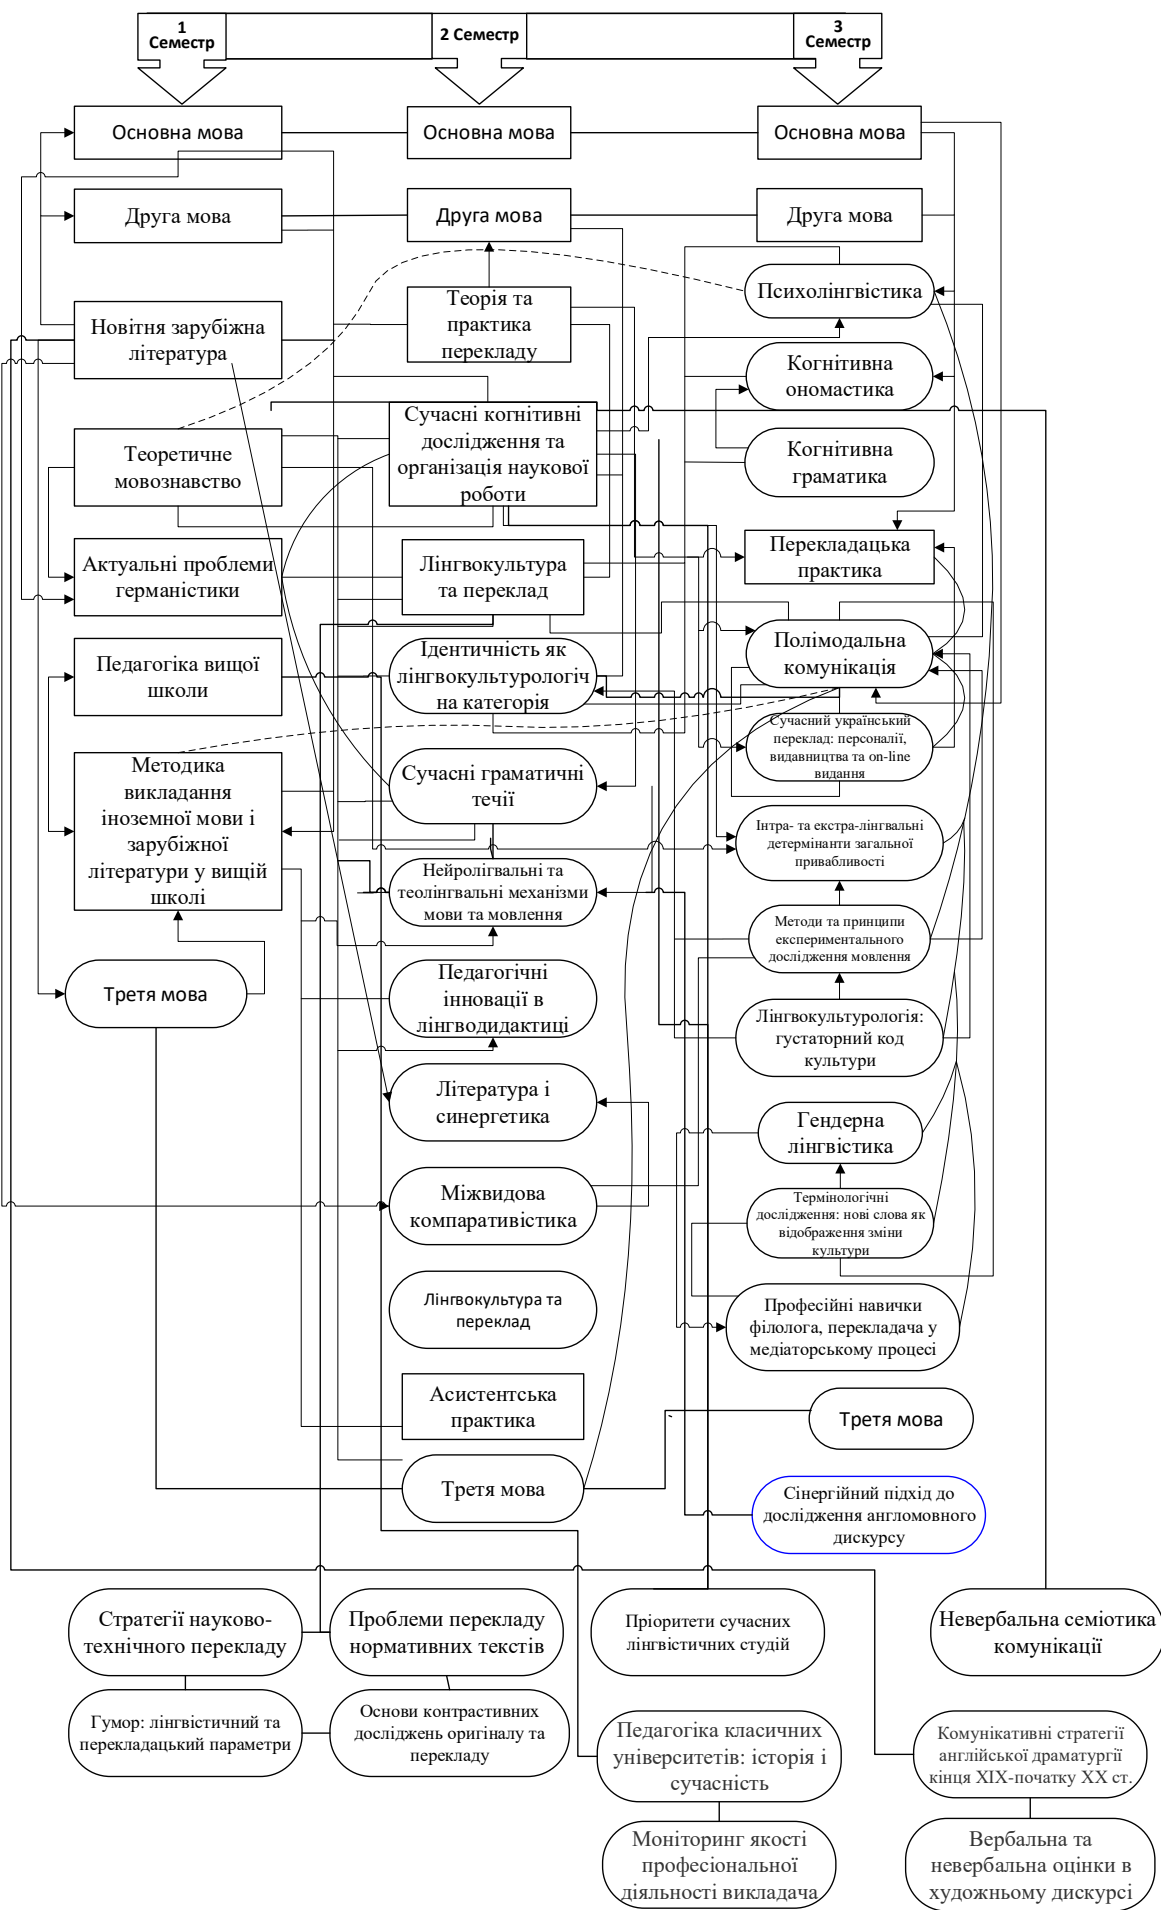 1
Семестр
2 Семестр
3
Семестр
Основна мова
Основна мова
Основна мова
Друга мова
Друга мова
Друга мова
Психолінгвістика
Новітня зарубіжна
література
Теорія та
практика
перекладу
Когнітивна
ономастика
Теоретичне
мовознавство
Сучасні когнітивні
дослідження та
організація наукової
роботи
Когнітивна
граматика
Актуальні проблеми
германістики
Лінгвокультура
та переклад
Перекладацька
практика
Педагогіка вищої
школи
Ідентичність як
лінгвокультурологіч
на категорія
Полімодальна
комунікація
Сучасний український
переклад: персоналії,
видавництва та on-line
видання
Методика
викладання
іноземної мови і
зарубіжної
літератури у вищій
школі
Сучасні граматичні
течії
Інтра- та екстра-лінгвальні
детермінанти загальної
привабливості
Нейролігвальні та
теолінгвальні механізми
мови та мовлення
Методи та принципи
експериментального
дослідження мовлення
Третя мова
Педагогічні
інновації в
лінгводидактиці
Лінгвокультурологія:
густаторний код
культури
Література і
синергетика
Гендерна
лінгвістика
Міжвидова
компаративістика
Термінологічні
дослідження: нові слова як
відображення зміни
культури
Лінгвокультура та
переклад
Професійні навички
філолога, перекладача у
медіаторському процесі
Асистентська
практика
Третя мова
Третя мова
Сінергійний підхід до
дослідження англомовного
дискурсу
Стратегії науково-
технічного перекладу
Проблеми перекладу
нормативних текстів
Пріоритети сучасних
лінгвістичних студій
Невербальна семіотика
комунікації
Гумор: лінгвістичний та
перекладацький параметри
Основи контрастивних
досліджень оригіналу та
перекладу
Педагогіка класичних
університетів: історія і
сучасність
Комунікативні стратегії
англійської драматургії
кінця XIX-початку XX ст.
Моніторинг якості
професіональної
діяльності викладача
Вербальна та
невербальна оцінки в
художньому дискурсі